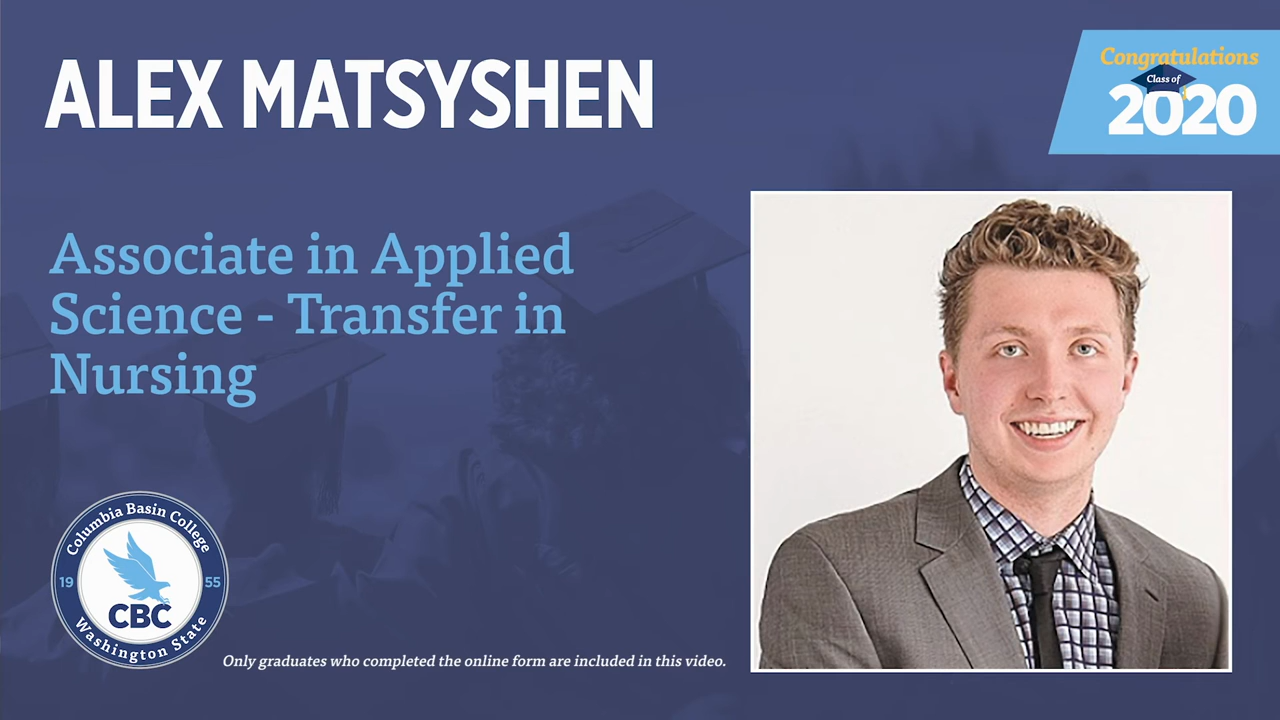 ALEX MATSYSHEN
Congratulations
Class of
2020
Associate in Applied
Science - Transfer in
Nursing
Columbia Basin College
19 55
CBC
Washington State
Only graduates who completed the online form are included in this video.